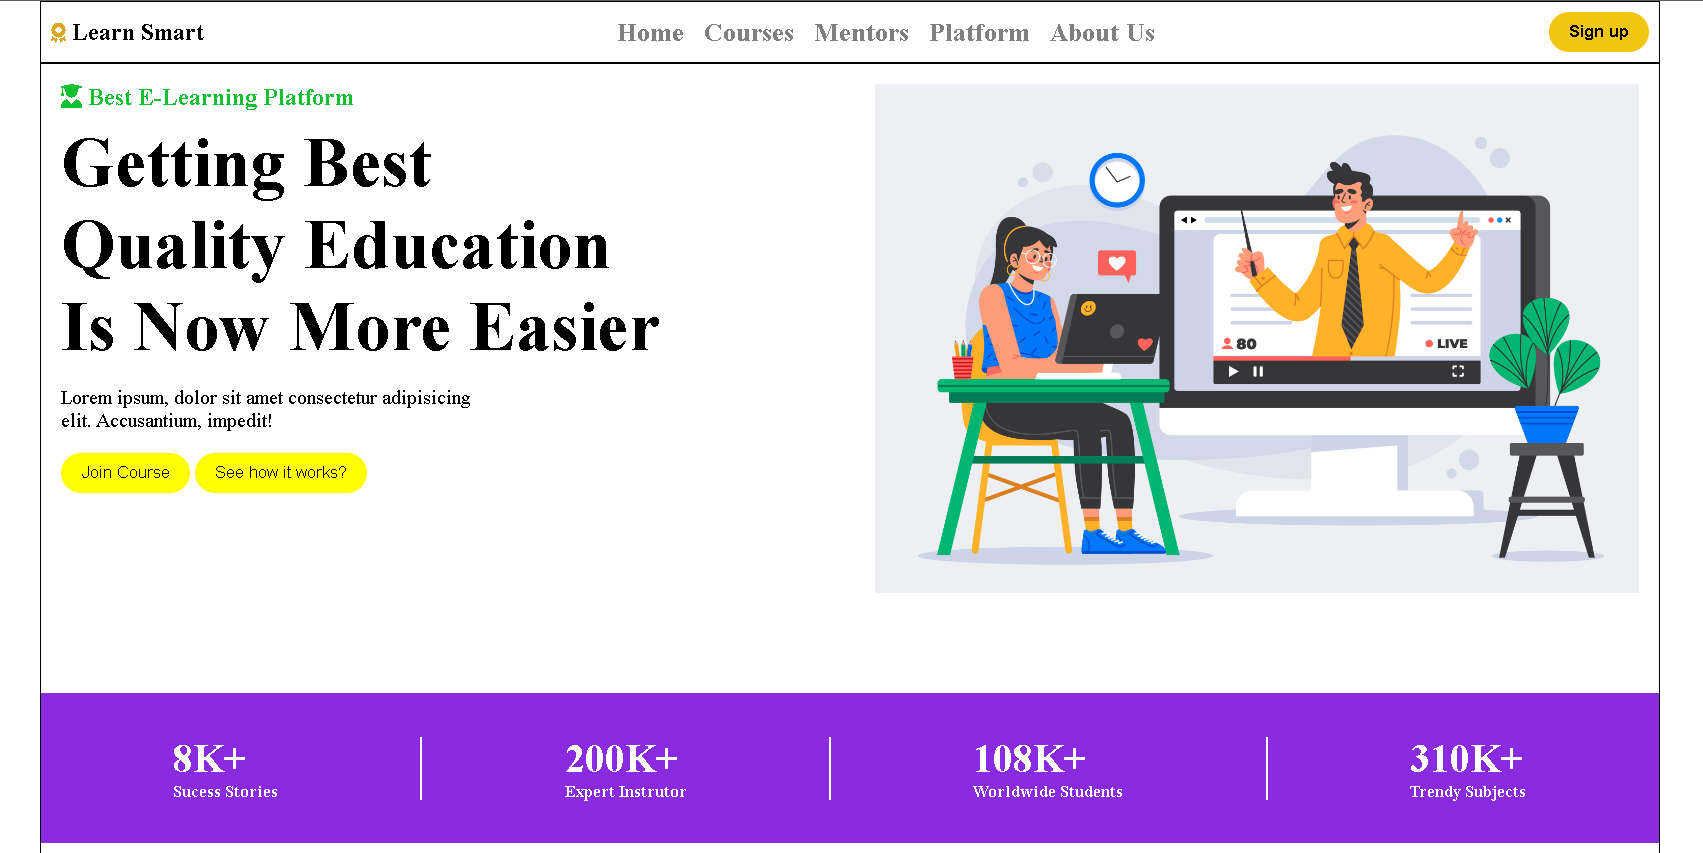 Learn Smart
Home Courses Mentors Platform About Us
Sign up
Best E-Learning Platform
Getting Best
Quality Education
Is Now More Easier
Lorem ipsum, dolor sit amet consectetur adipisicing
elit. Accusantium, impedit!
Join Course
See how it works?
80
LIVE
8K+
Sucess Stories
200K+
Expert Instrutor
108K+
Worldwide Students
310K+
Trendy Subjects